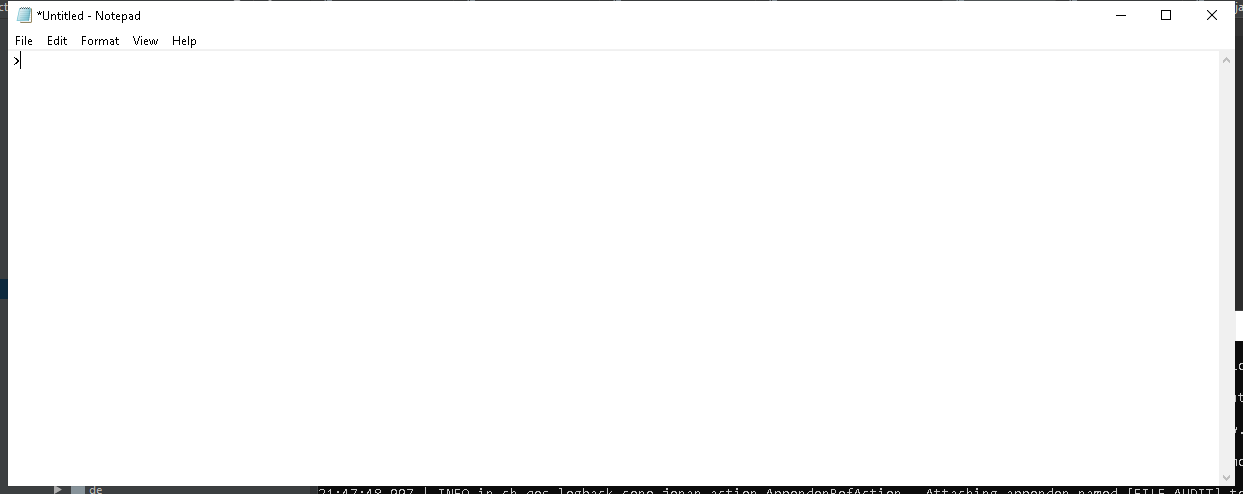 *Untitled - Notepad
File Edit Format View Help
>
de
21:47:48,997 | INFO in ch.qos.logback.core.joran.action.AppenderRefAction - Attaching appender named [FILE_AUDIT] t